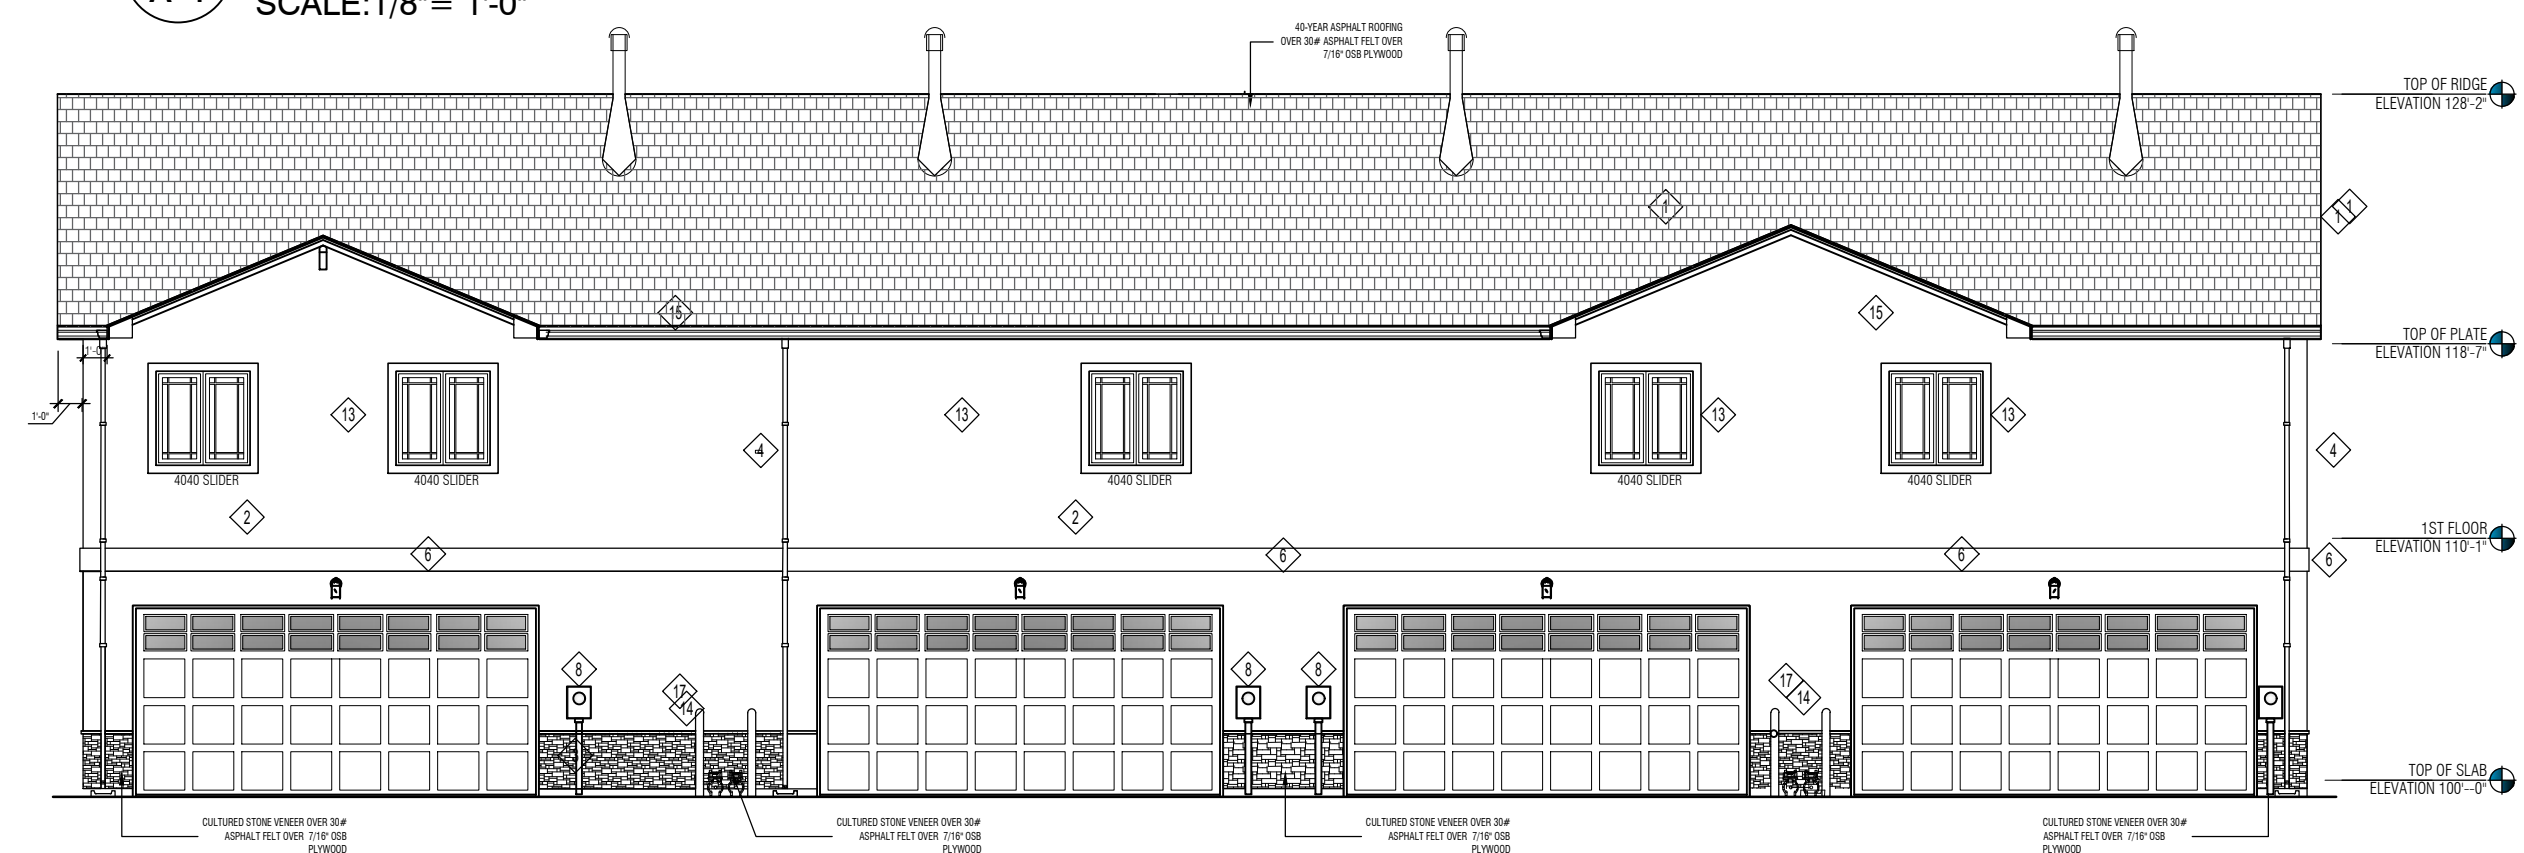 SCALE:1/8"= 1'-0"
40-YEAR ASPHALT ROOFING
OVER 30# ASPHALT FELT OVER
7/16" OSB PLYWOOD
TOP OF RIDGE
ELEVATION 128'-2"
1
1
1
15
15
TOP OF PLATE
ELEVATION 118'-7"
1'-0"
1'-0"
13
13
13
13
4
4
4040 SLIDER
4040 SLIDER
4040 SLIDER
4040 SLIDER
4040 SLIDER
2
2
1ST FLOOR
ELEVATION 110'-1"
6
6
6
6
8
8
8
17
14
17
14
TOP OF SLAB
ELEVATION 100'--0"
CULTURED STONE VENEER OVER 30#
ASPHALT FELT OVER 7/16" OSB
PLYWOOD
CULTURED STONE VENEER OVER 30#
ASPHALT FELT OVER 7/16" OSB
PLYWOOD
CULTURED STONE VENEER OVER 30#
ASPHALT FELT OVER 7/16" OSB
PLYWOOD
CULTURED STONE VENEER OVER 30#
ASPHALT FELT OVER 7/16" OSB
PLYWOOD